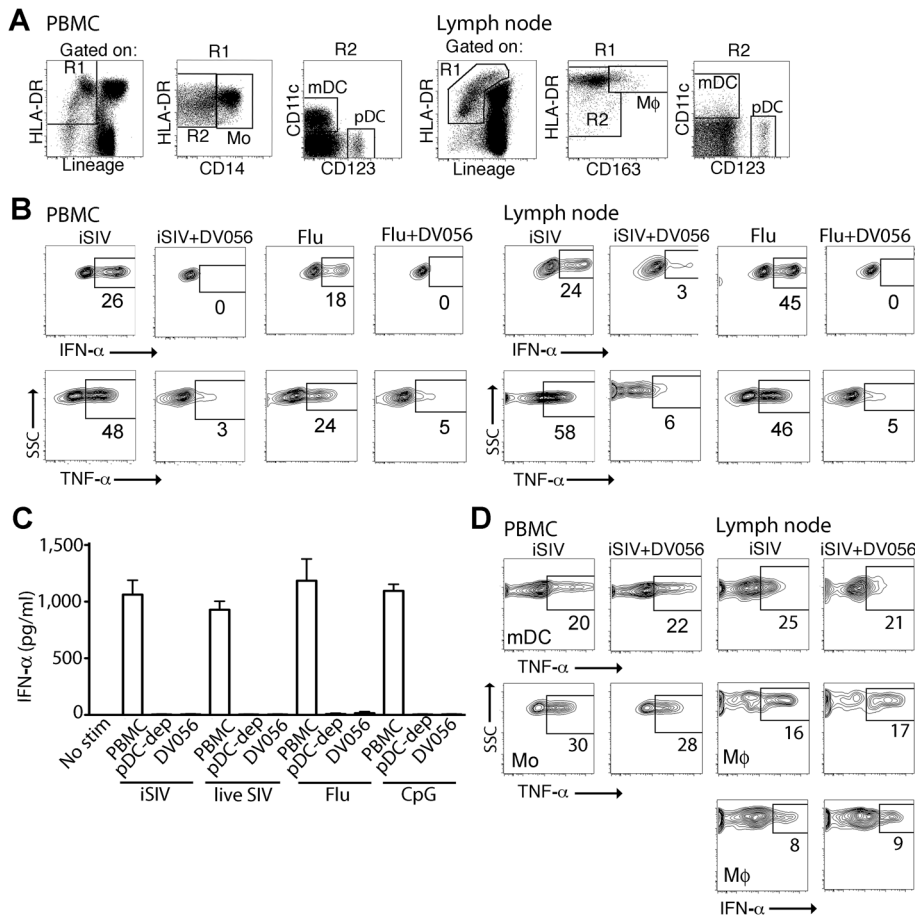 A PBMC Lymph node
Gated on: R1 R2 Gated on: R1 R2
R1 R1
mDC mDC
pDC pDC
Mϕ
R2 Mo R2
HLA-DR HLA-DR CD11c HLA-DR HLA-DR CD11c
Lineage CD14 CD123 Lineage CD163 CD123
B PBMC Lymph node
iSIV iSIV+DV056 Flu Flu+DV056 iSIV iSIV+DV056 Flu Flu+DV056
26 0 18 0 24 3 45 0
IFN-α IFN-α
48 3 24 5 58 6 46 5
SSC SSC
TNF-α TNF-α
C
1,500
1,000
500
0
IFN-α (pg/ml)
No stim PBMC pDC-dep DV056 PBMC pDC-dep DV056 PBMC pDC-dep DV056 PBMC pDC-dep DV056
iSIV live SIV Flu CpG
D PBMC Lymph node
iSIV iSIV+DV056 iSIV iSIV+DV056
20 22 25 21
mDC
TNF-α
SSC
30 28 16 17
Mo Mϕ
TNF-α
8 9
Mϕ
IFN-α